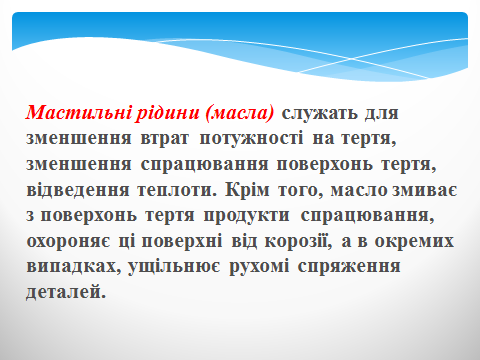 Мастильні рідини (масла) служать для
зменшення втрат потужності на тертя,
зменшення спрацювання поверхонь тертя,
відведення теплоти. Крім того, масло змиває
з поверхонь тертя продукти спрацювання,
охороняє ці поверхні від корозії, а в окремих
випадках, ущільнює рухомі спряження
деталей.